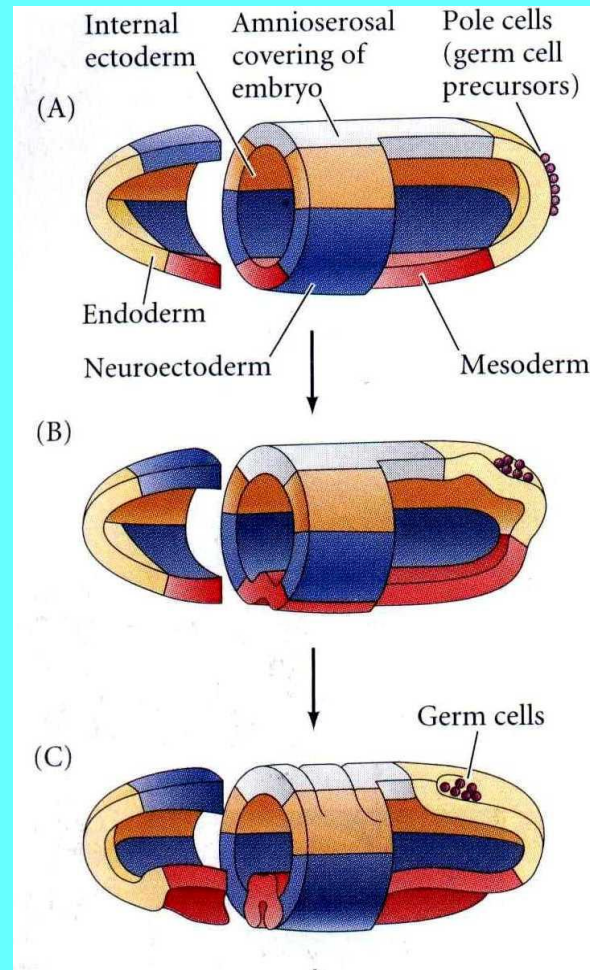 Internal
ectoderm
Amnioserosal
covering of
embryo
Pole cells
(germ cell
precursors)
(A)
Endoderm
Neuroectoderm
Mesoderm
(B)
Germ cells
(C)